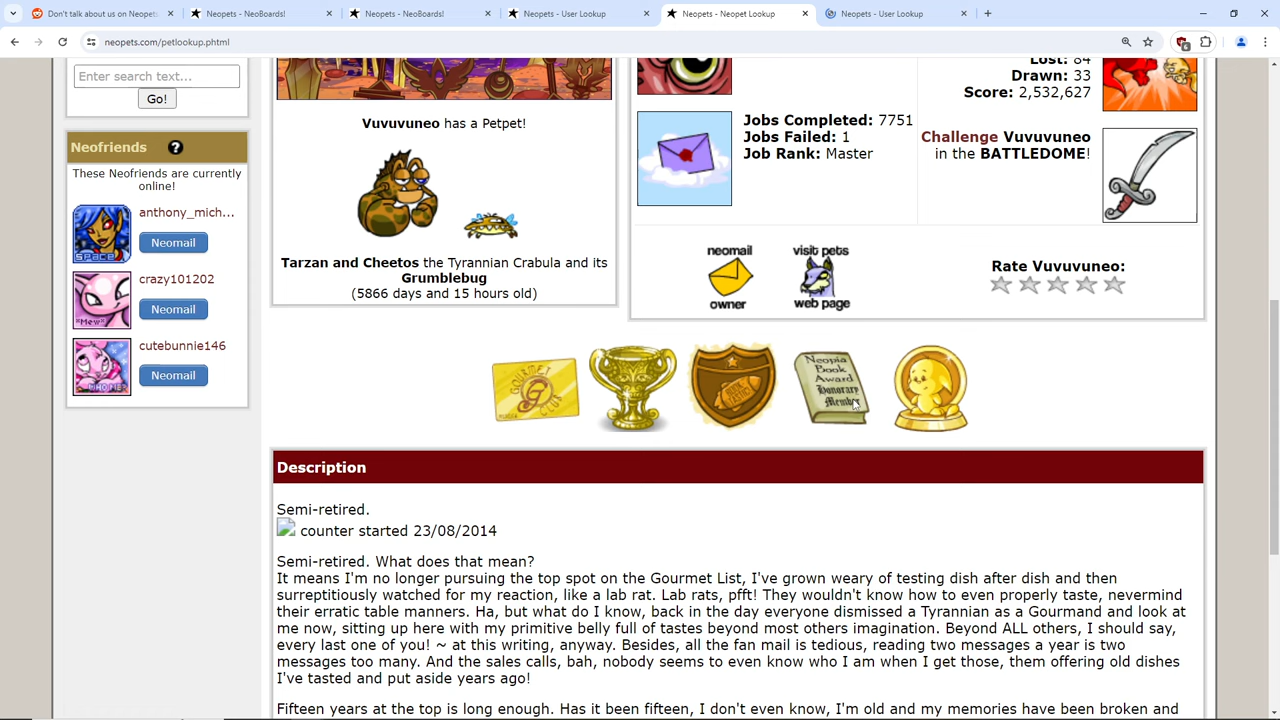 Don't talk about us on Neopets
Neopets - NeoBoards!
Neopets - NeoBoards!
Neopets - User Lookup
Neopets - Neopet Lookup
Neopets - User Lookup
neopets.com/petlookup.phtml
6
Enter search text...
Go!
Neofriends
These Neofriends are currently
online!
anthony_mich...
Neomail
SPACE
crazy101202
Neomail
*Mew*
cutebunnie146
Neomail
Vuvuvuneo has a Petpet!
Tarzan and Cheetos the Tyrannian Crabula and its
Grumblebug
(5866 days and 15 hours old)
Lost: 84
Drawn: 33
Score: 2,532,627
Jobs Completed: 7751
Jobs Failed: 1
Job Rank: Master
Challenge Vuvuvuneo
in the BATTLEDOME!
neomail
owner
visit pets
web page
Rate Vuvuvuneo:
GOURMET CLUB
Neopia
Book
Award
Honorary
Member
Description
Semi-retired.
counter started 23/08/2014
Semi-retired. What does that mean?
It means I'm no longer pursuing the top spot on the Gourmet List, I've grown weary of testing dish after dish and then
surreptitiously watched for my reaction, like a lab rat. Lab rats, pfft! They wouldn't know how to even properly taste, nevermind
their erratic table manners. Ha, but what do I know, back in the day everyone dismissed a Tyrannian as a Gourmand and look at
me now, sitting up here with my primitive belly full of tastes beyond most others imagination. Beyond ALL others, I should say,
every last one of you! ~ at this writing, anyway. Besides, all the fan mail is tedious, reading two messages a year is two
messages too many. And the sales calls, bah, nobody seems to even know who I am when I get those, them offering old dishes
I've tasted and put aside years ago!
Fifteen years at the top is long enough. Has it been fifteen, I don't even know, I'm old and my memories have been broken and